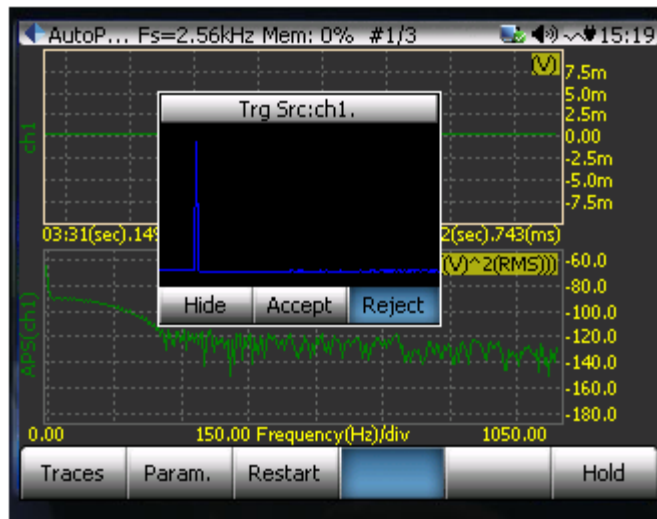 AutoP... Fs=2.56kHz Mem: 0% #1/3 15:19
(V)
7.5m
5.0m
2.5m
0.00
-2.5m
-5.0m
-7.5m
ch1
Trg Src:ch1.
03:31(sec).149
2(sec).743(ms)
Hide Accept Reject
(V)^2(RMS)))
-60.0
-80.0
-100.0
-120.0
-140.0
-160.0
-180.0
APS(ch1)
0.00 150.00 Frequency(Hz)/div 1050.00
Traces Param. Restart Hold